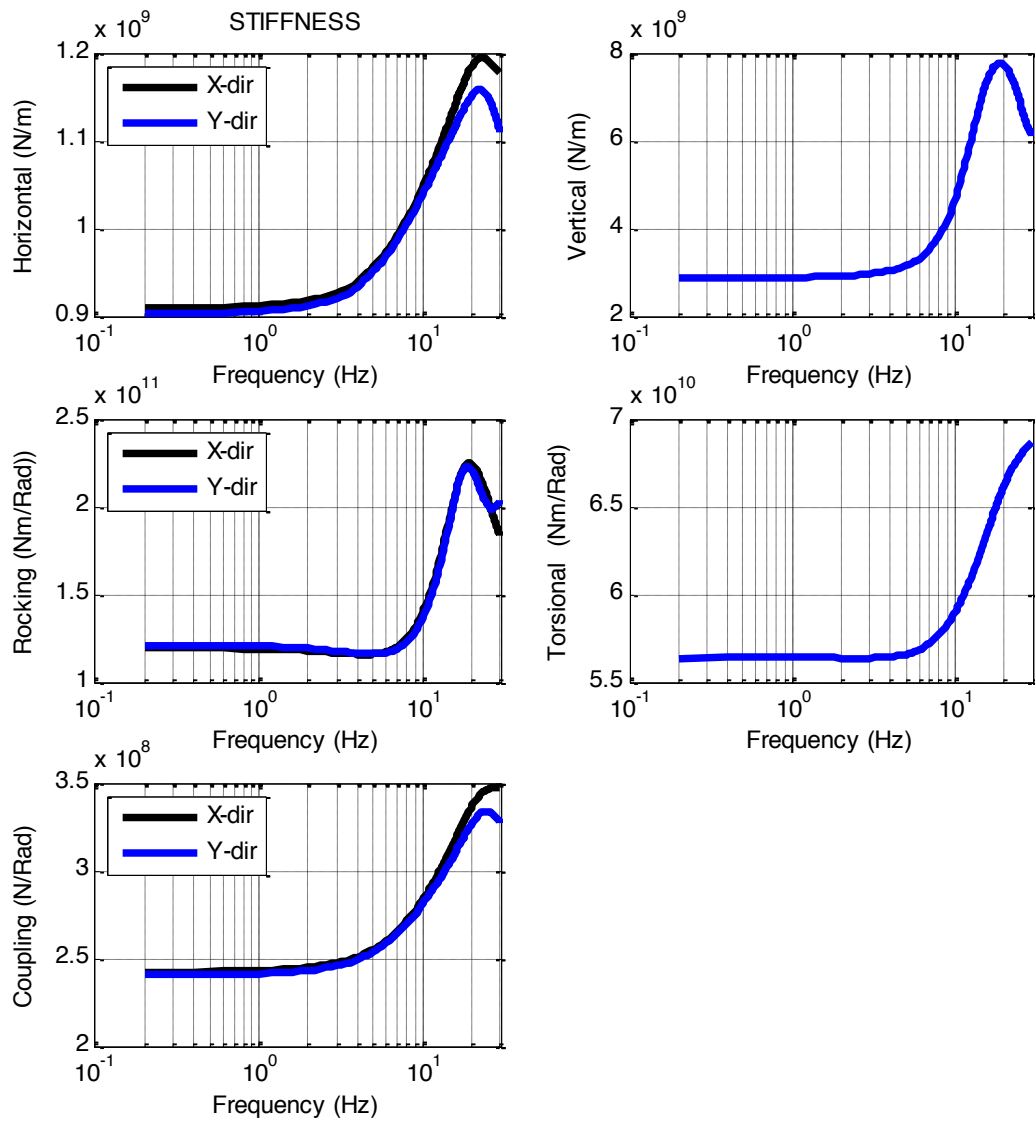 STIFFNESS
x 10^9
1.2
1.1
1
0.9
Horizontal (N/m)
X-dir
Y-dir
10^-1
10^0
10^1
Frequency (Hz)
x 10^9
8
6
4
2
Vertical (N/m)
10^-1
10^0
10^1
Frequency (Hz)
x 10^11
2.5
2
1.5
1
Rocking (Nm/Rad))
X-dir
Y-dir
10^-1
10^0
10^1
Frequency (Hz)
x 10^10
7
6.5
6
5.5
Torsional (Nm/Rad)
10^-1
10^0
10^1
Frequency (Hz)
x 10^8
3.5
3
2.5
2
Coupling (N/Rad)
X-dir
Y-dir
10^-1
10^0
10^1
Frequency (Hz)